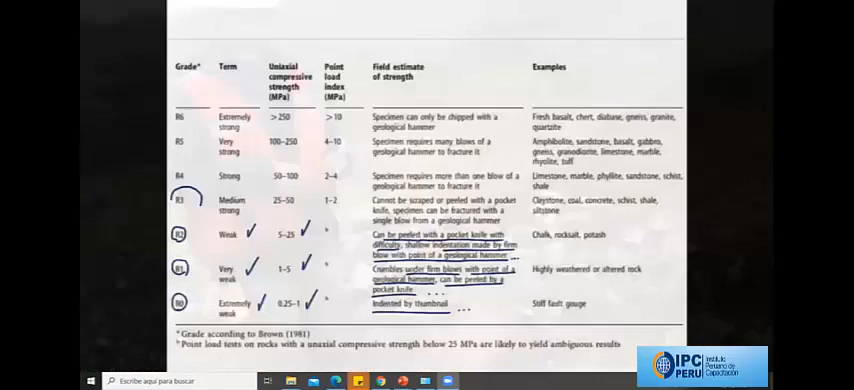 Grade* Term Uniaxial Point Field estimate Examples
compressive load of strength
strength index
(MPa) (MPa)
R6 Extremely >250 >10 Specimen can only be chipped with a Fresh basalt, chert, diabase, gneiss, granite,
strong geological hammer quartzite
R5 Very 100–250 4–10 Specimen requires many blows of a Amphibolite, sandstone, basalt, gabbro,
strong geological hammer to fracture it gneiss, granodiorite, limestone, marble,
rhyolite, tuff
R4 Strong 50–100 2–4 Specimen requires more than one blow of a Limestone, marble, phyllite, sandstone, schist,
geological hammer to fracture it shale
R3 Medium 25–50 1–2 Cannot be scraped or peeled with a pocket Claystone, coal, concrete, schist, shale,
strong knife, specimen can be fractured with a siltstone
single blow from a geological hammer
R2 Weak 5–25 b Can be peeled with a pocket knife with Chalk, rocksalt, potash
difficulty, shallow indentation made by firm
blow with point of a geological hammer ...
R1 Very 1–5 b Crumbles under firm blows with point of a Highly weathered or altered rock
weak geological hammer, can be peeled by a
pocket knife ...
R0 Extremely 0.25–1 b Indented by thumbnail ... Stiff fault gouge
weak
a Grade according to Brown (1981)
b Point load tests on rocks with a unaxial compressive strength below 25 MPa are likely to yield ambiguous results
IPC
PERU
Instituto
Peruano de
Capacitación
Escribe aquí para buscar